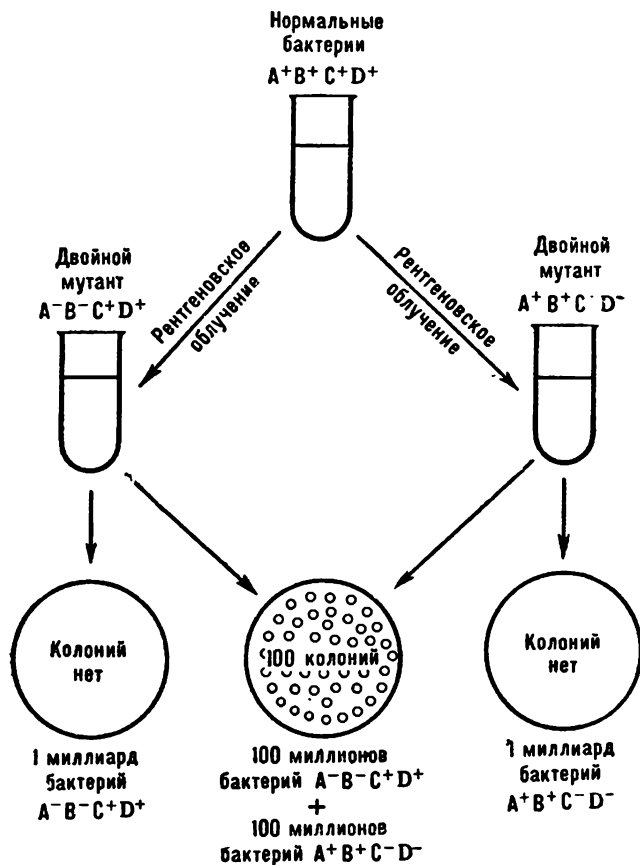 Нормальные
бактерии
A⁺B⁺C⁺D⁺
Двойной
мутант
A⁻B⁻C⁺D⁺
Рентгеновское
облучение
Рентгеновское
облучение
Двойной
мутант
A⁺B⁺C⁻D⁻
Колоний
нет
100 колоний
Колоний
нет
1 миллиард
бактерий
A⁻B⁻C⁺D⁺
100 миллионов
бактерий A⁻B⁻C⁺D⁺
+
100 миллионов
бактерий A⁺B⁺C⁻D⁻
1 миллиард
бактерий
A⁺B⁺C⁻D⁻